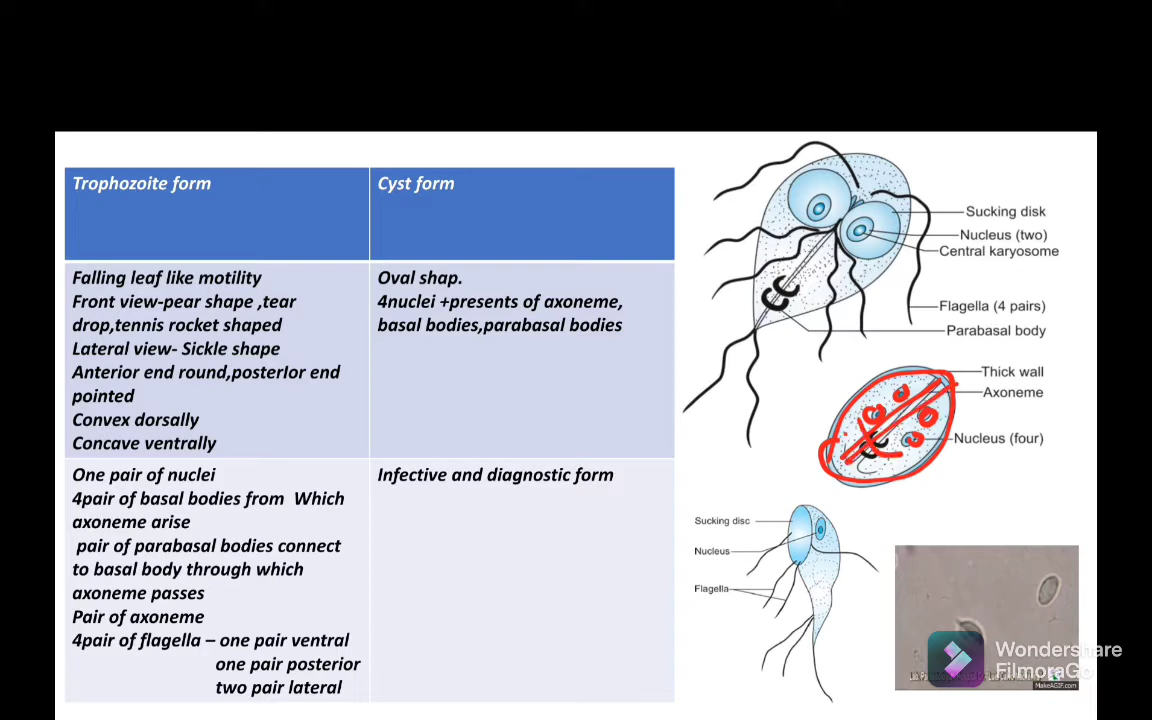 Trophozoite form
Cyst form
Falling leaf like motility
Front view-pear shape ,tear
drop,tennis rocket shaped
Lateral view- Sickle shape
Anterior end round,posterIor end
pointed
Convex dorsally
Concave ventrally
Oval shap.
4nuclei +presents of axoneme,
basal bodies,parabasal bodies
One pair of nuclei
4pair of basal bodies from Which
axoneme arise
pair of parabasal bodies connect
to basal body through which
axoneme passes
Pair of axoneme
4pair of flagella – one pair ventral
one pair posterior
two pair lateral
Infective and diagnostic form
Sucking disk
Nucleus (two)
Central karyosome
Flagella (4 pairs)
Parabasal body
Thick wall
Axoneme
Nucleus (four)
Sucking disc
Nucleus
Flagella
Wondershare
FilmoraGo
MakeAGIF.com